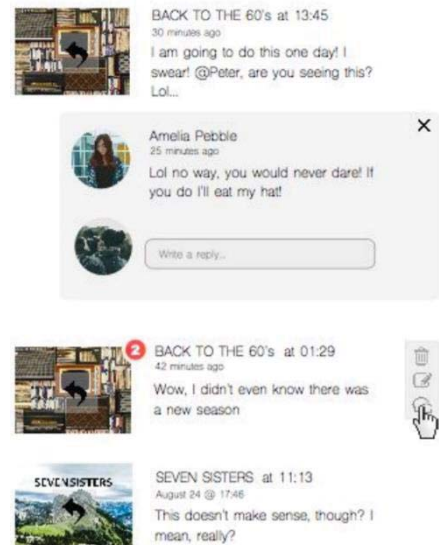 BACK TO THE 60's at 13:45
30 minutes ago
I am going to do this one day! I
swear! @Peter, are you seeing this?
Lol...
Amelia Pebble
25 minutes ago
Lol no way, you would never dare! If
you do I'll eat my hat!
Write a reply...
2
BACK TO THE 60's at 01:29
42 minutes ago
Wow, I didn't even know there was
a new season
SEVEN SISTERS
SEVEN SISTERS at 11:13
August 24 @ 17:46
This doesn't make sense, though? I
mean, really?